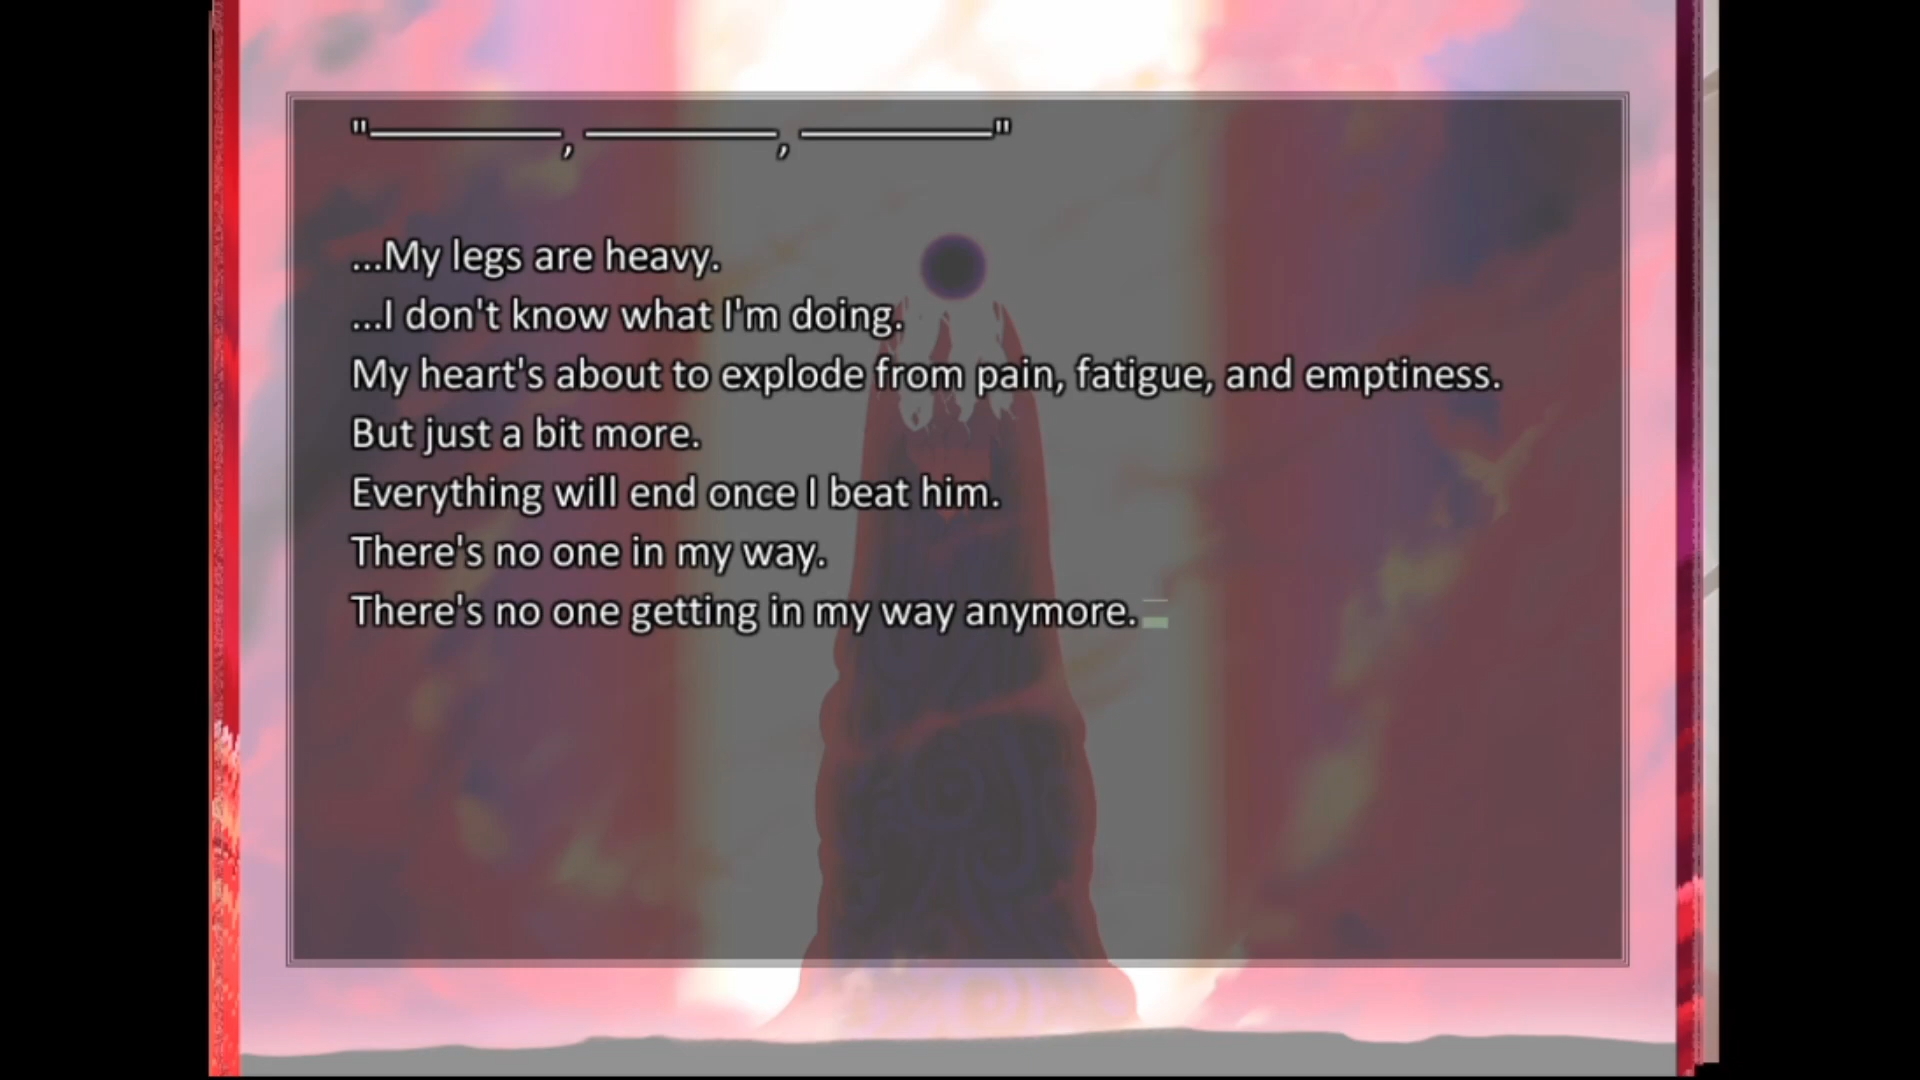 "―――――, ―――――, ―――――"
...My legs are heavy.
...I don't know what I'm doing.
My heart's about to explode from pain, fatigue, and emptiness.
But just a bit more.
Everything will end once I beat him.
There's no one in my way.
There's no one getting in my way anymore.